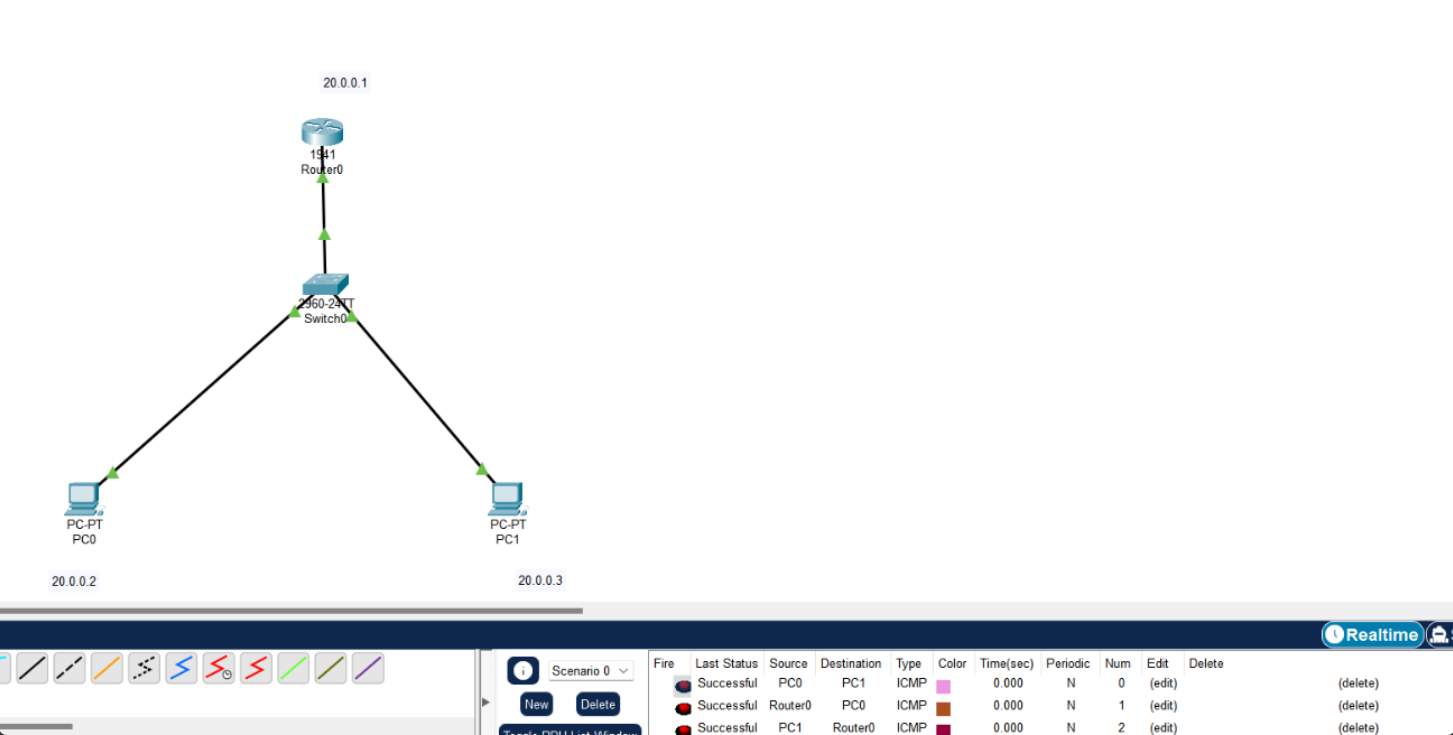 20.0.0.1
1941
Router0
2960-24TT
Switch0
PC-PT
PC0
PC-PT
PC1
20.0.0.2
20.0.0.3
Realtime
Scenario 0
New
Delete
Toggle PDU List Window
Fire Last Status Source Destination Type Color Time(sec) Periodic Num Edit Delete
Successful PC0 PC1 ICMP 0.000 N 0 (edit) (delete)
Successful Router0 PC0 ICMP 0.000 N 1 (edit) (delete)
Successful PC1 Router0 ICMP 0.000 N 2 (edit) (delete)